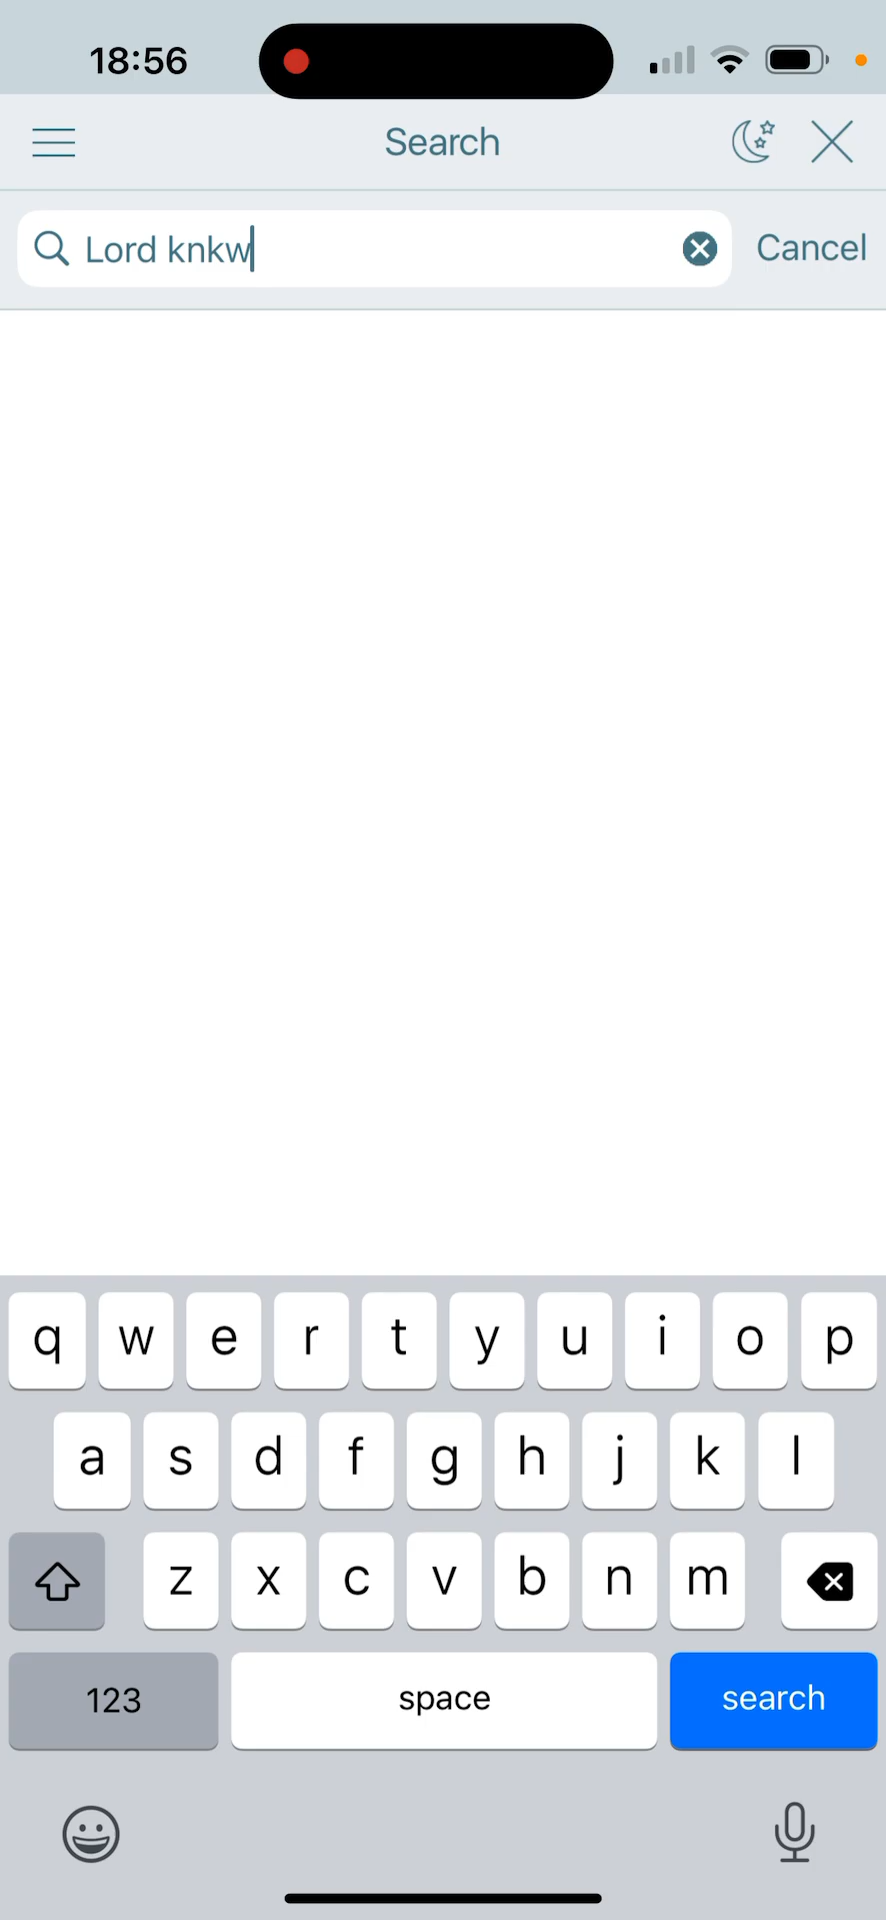 18:56
Search
Lord knkw
Cancel
q w e r t y u i o p
a s d f g h j k l
z x c v b n m
123 space search